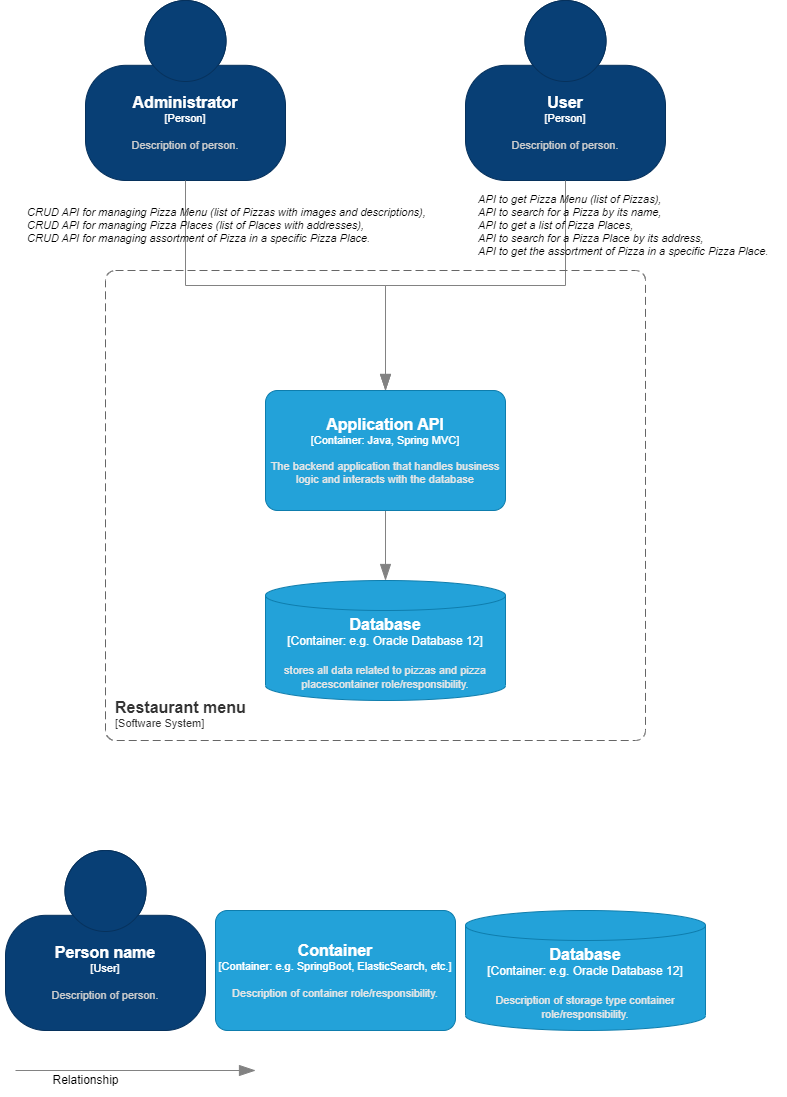 Administrator
[Person]
Description of person.
User
[Person]
Description of person.
CRUD API for managing Pizza Menu (list of Pizzas with images and descriptions),
CRUD API for managing Pizza Places (list of Places with addresses),
CRUD API for managing assortment of Pizza in a specific Pizza Place.
API to get Pizza Menu (list of Pizzas),
API to search for a Pizza by its name,
API to get a list of Pizza Places,
API to search for a Pizza Place by its address,
API to get the assortment of Pizza in a specific Pizza Place.
Application API
[Container: Java, Spring MVC]
The backend application that handles business
logic and interacts with the database
Database
[Container: e.g. Oracle Database 12]
stores all data related to pizzas and pizza
placescontainer role/responsibility.
Restaurant menu
[Software System]
Person name
[User]
Description of person.
Container
[Container: e.g. SpringBoot, ElasticSearch, etc.]
Description of container role/responsibility.
Database
[Container: e.g. Oracle Database 12]
Description of storage type container
role/responsibility.
Relationship